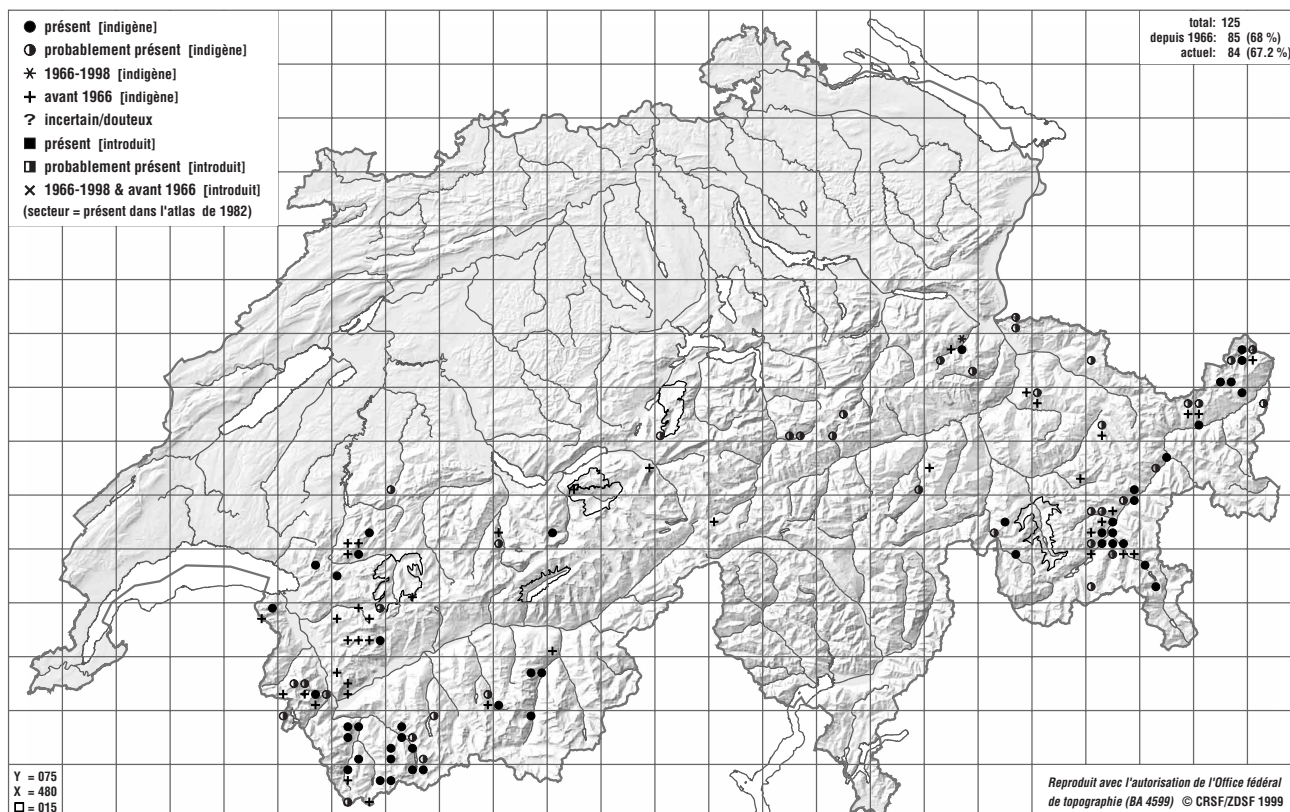 ● présent [indigène]
◑ probablement présent [indigène]
✳ 1966-1998 [indigène]
+ avant 1966 [indigène]
? incertain/douteux
■ présent [introduit]
◨ probablement présent [introduit]
× 1966-1998 & avant 1966 [introduit]
(secteur = présent dans l'atlas de 1982)
total: 125
depuis 1966: 85 (68 %)
actuel: 84 (67.2 %)
Y = 075
X = 480
□ = 015
Reproduit avec l'autorisation de l'Office fédéral
de topographie (BA 4599) © CRSF/ZDSF 1999